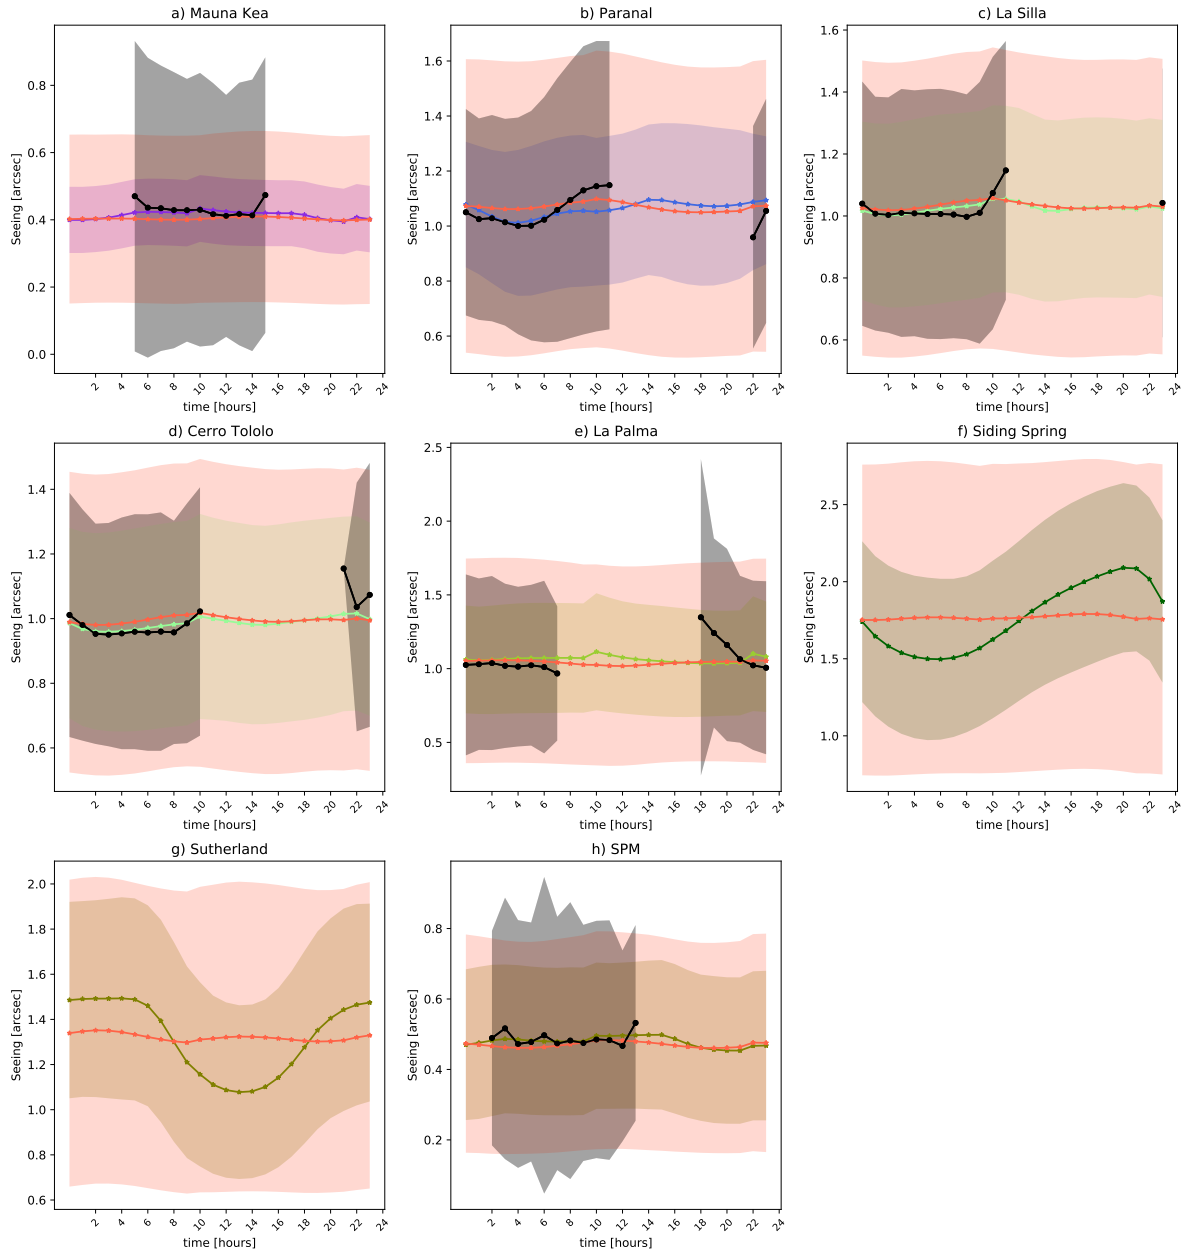 a) Mauna Kea
b) Paranal
c) La Silla
Seeing [arcsec]
0.8
0.6
0.4
0.2
0.0
2 4 6 8 10 12 14 16 18 20 22 24
time [hours]
Seeing [arcsec]
1.6
1.4
1.2
1.0
0.8
0.6
2 4 6 8 10 12 14 16 18 20 22 24
time [hours]
Seeing [arcsec]
1.6
1.4
1.2
1.0
0.8
0.6
2 4 6 8 10 12 14 16 18 20 22 24
time [hours]
d) Cerro Tololo
e) La Palma
f) Siding Spring
Seeing [arcsec]
1.4
1.2
1.0
0.8
0.6
2 4 6 8 10 12 14 16 18 20 22 24
time [hours]
Seeing [arcsec]
2.5
2.0
1.5
1.0
0.5
2 4 6 8 10 12 14 16 18 20 22 24
time [hours]
Seeing [arcsec]
2.5
2.0
1.5
1.0
2 4 6 8 10 12 14 16 18 20 22 24
time [hours]
g) Sutherland
h) SPM
Seeing [arcsec]
2.0
1.8
1.6
1.4
1.2
1.0
0.8
0.6
2 4 6 8 10 12 14 16 18 20 22 24
time [hours]
Seeing [arcsec]
0.8
0.6
0.4
0.2
2 4 6 8 10 12 14 16 18 20 22 24
time [hours]